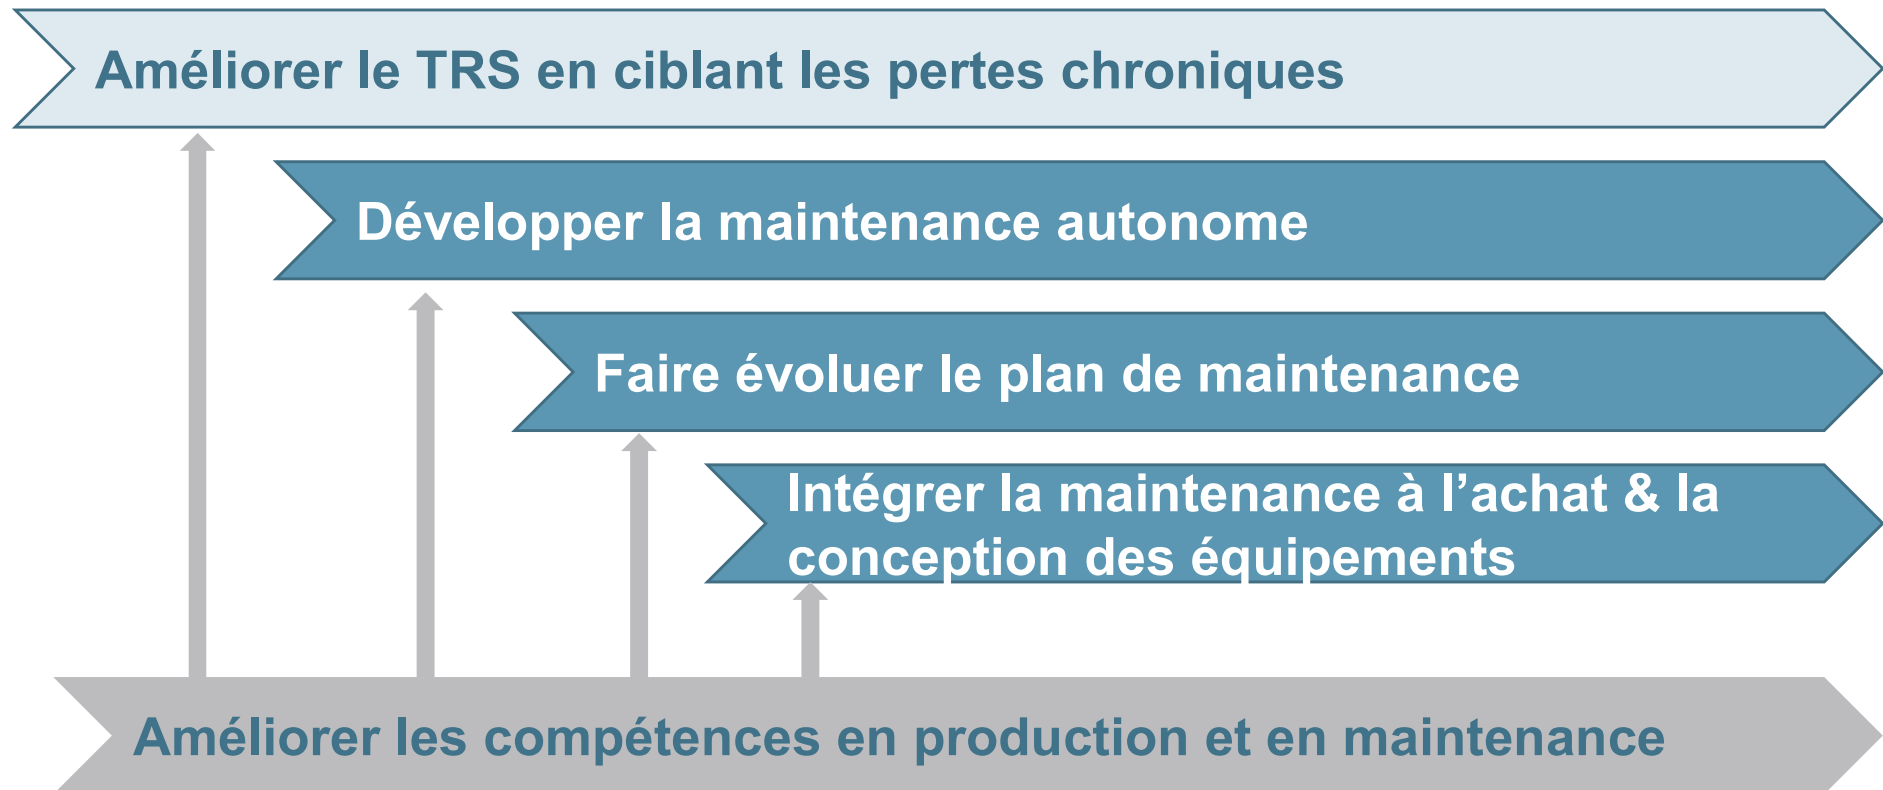 Améliorer le TRS en ciblant les pertes chroniques
Développer la maintenance autonome
Faire évoluer le plan de maintenance
Intégrer la maintenance à l’achat & la
conception des équipements
Améliorer les compétences en production et en maintenance